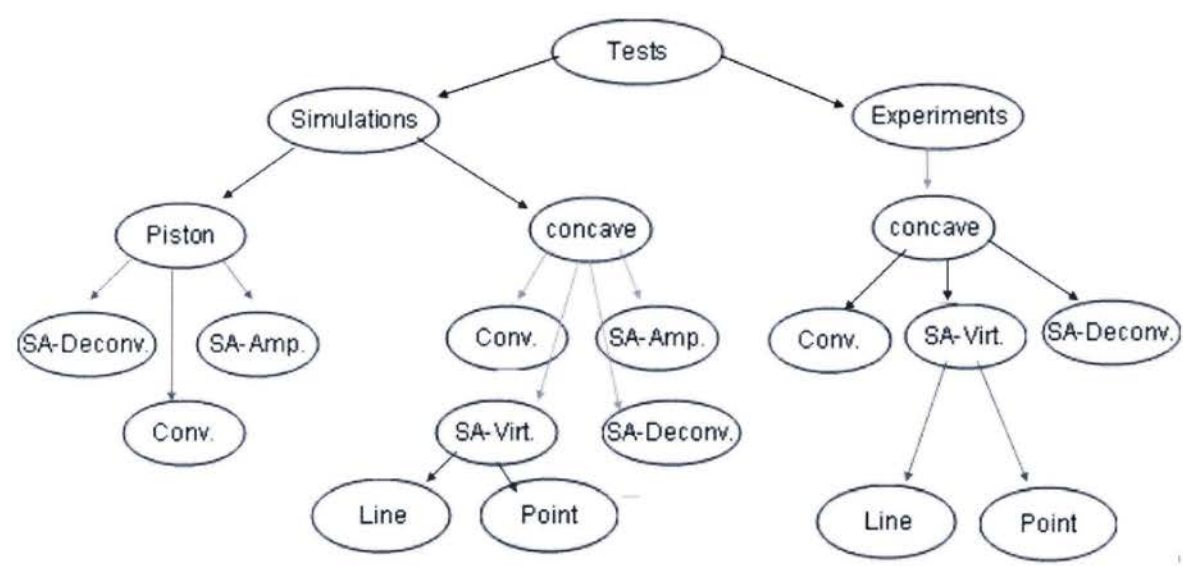 Tests
Simulations
Experiments
Piston
concave
concave
SA-Deconv.
SA-Amp.
Conv.
SA-Amp.
Conv.
SA-Virt.
SA-Deconv.
Conv.
SA-Virt.
SA-Deconv.
Line
Point
Line
Point